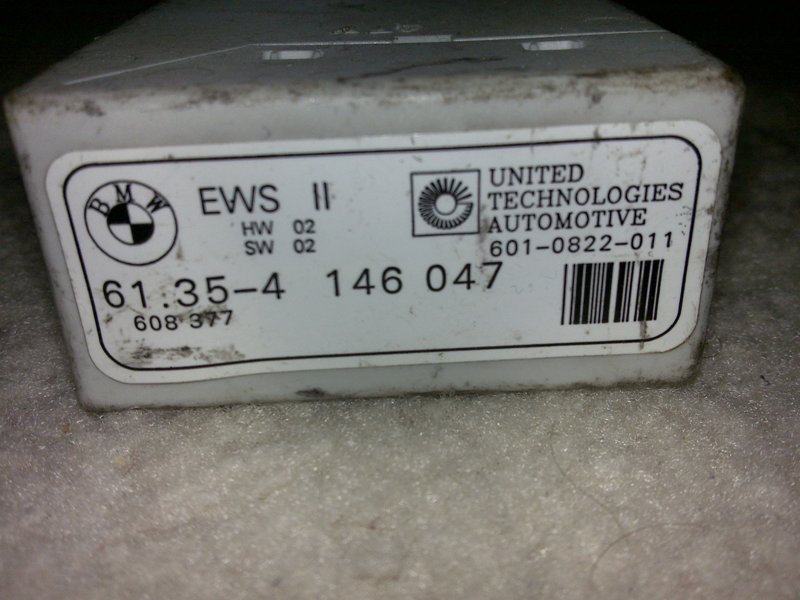 BMW
EWS II
HW 02
SW 02
UNITED
TECHNOLOGIES
AUTOMOTIVE
601-0822-011
61.35-4 146 047
608 377